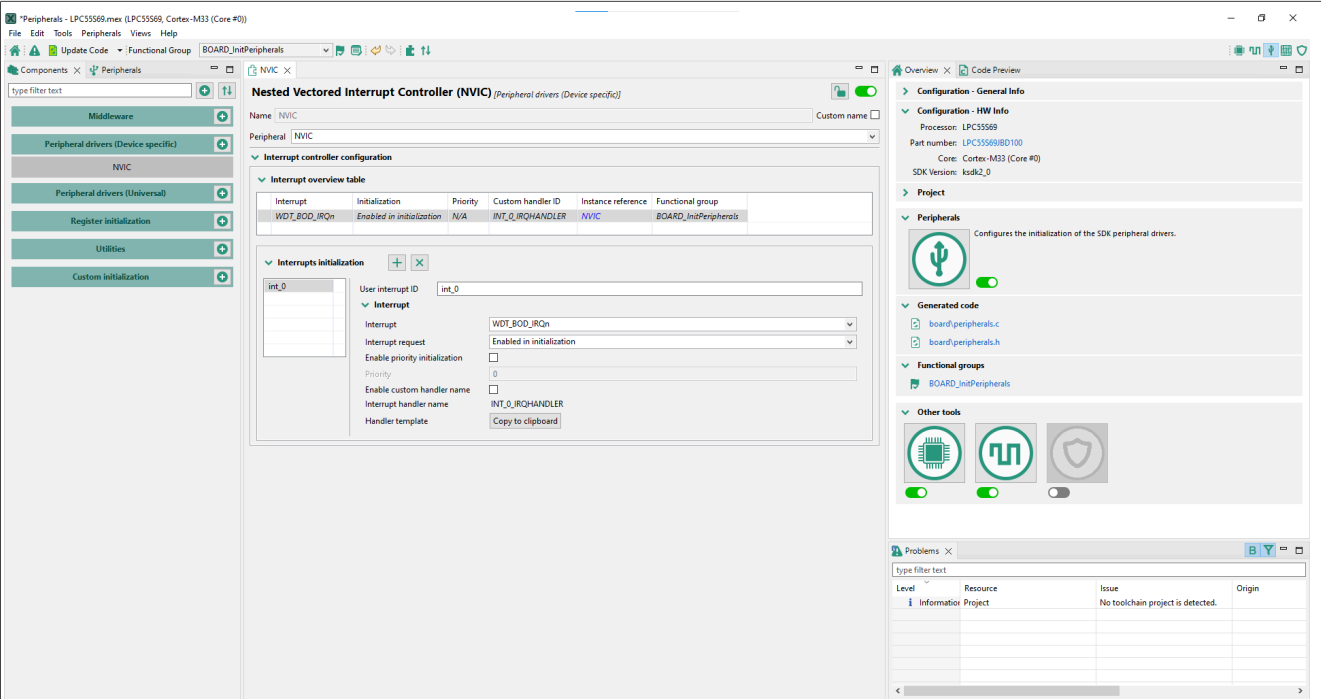 *Peripherals - LPC55S69.mex (LPC55S69, Cortex-M33 (Core #0))
File Edit Tools Peripherals Views Help
Update Code Functional Group BOARD_InitPeripherals
Components Peripherals
type filter text
Middleware
Peripheral drivers (Device specific)
NVIC
Peripheral drivers (Universal)
Register initialization
Utilities
Custom initialization
NVIC
Nested Vectored Interrupt Controller (NVIC) [Peripheral drivers (Device specific)]
Name NVIC Custom name
Peripheral NVIC
Interrupt controller configuration
Interrupt overview table
Interrupt Initialization Priority Custom handler ID Instance reference Functional group
WDT_BOD_IRQn Enabled in initialization N/A INT_0_IRQHANDLER NVIC BOARD_InitPeripherals
Interrupts initialization
int_0
User interrupt ID int_0
Interrupt
Interrupt WDT_BOD_IRQn
Interrupt request Enabled in initialization
Enable priority initialization
Priority 0
Enable custom handler name
Interrupt handler name INT_0_IRQHANDLER
Handler template Copy to clipboard
Overview Code Preview
Configuration - General Info
Configuration - HW Info
Processor: LPC55S69
Part number: LPC55S69JBD100
Core: Cortex-M33 (Core #0)
SDK Version: ksdk2_0
Project
Peripherals
Configures the initialization of the SDK peripheral drivers.
Generated code
board\peripherals.c
board\peripherals.h
Functional groups
BOARD_InitPeripherals
Other tools
Problems B
type filter text
Level Resource Issue Origin
Information Project No toolchain project is detected.